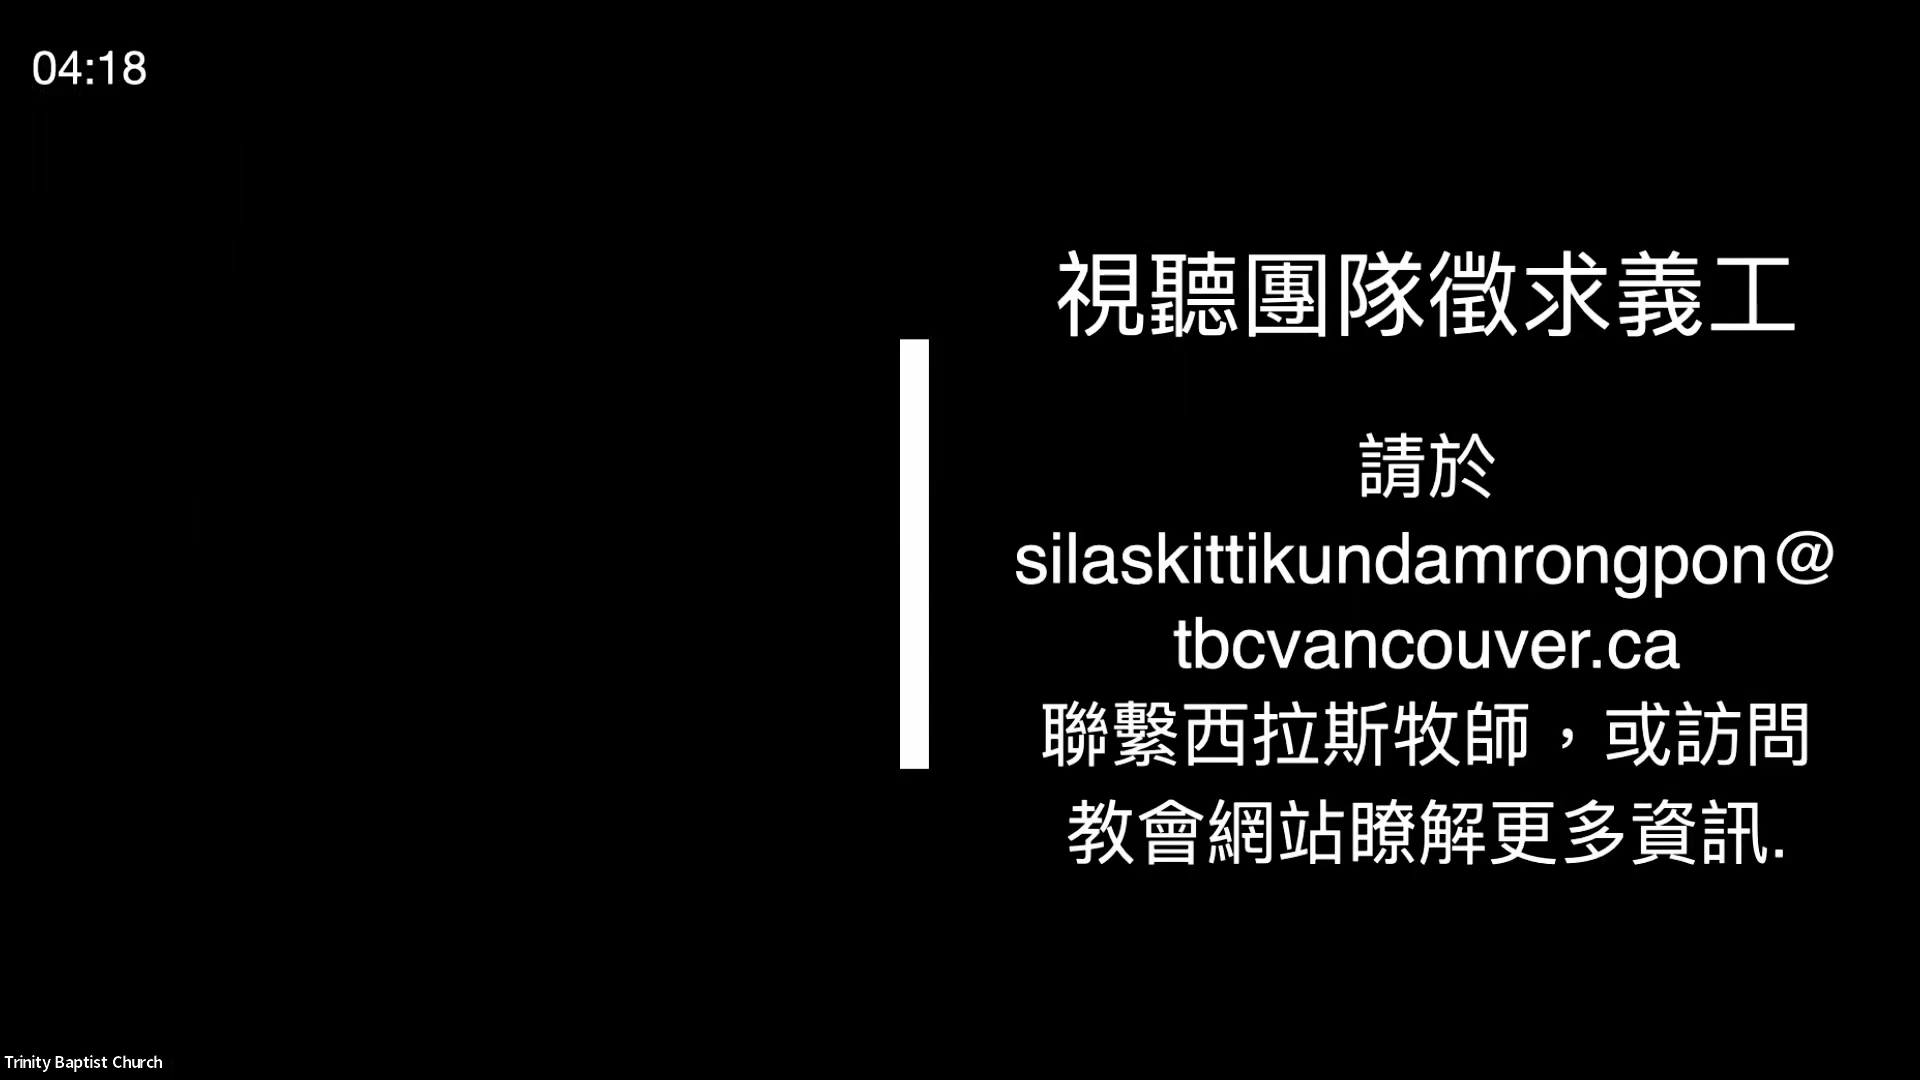 04:18
視聽團隊徵求義工
請於
silaskittikundamrongpon@
tbcvancouver.ca
聯繫西拉斯牧師，或訪問
教會網站瞭解更多資訊.
Trinity Baptist Church